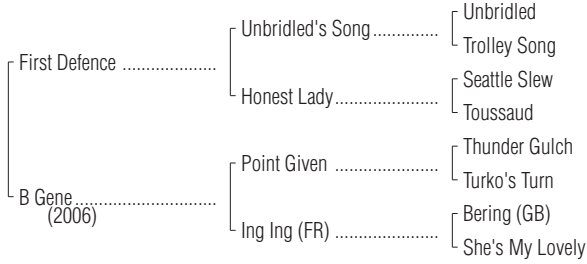 Unbridled
Unbridled's Song..............
Trolley Song
First Defence ....................
Seattle Slew
Honest Lady......................
Toussaud
Thunder Gulch
Point Given ......................
Turko's Turn
B Gene..............................
(2006)
Bering (GB)
Ing Ing (FR) ......................
She's My Lovely